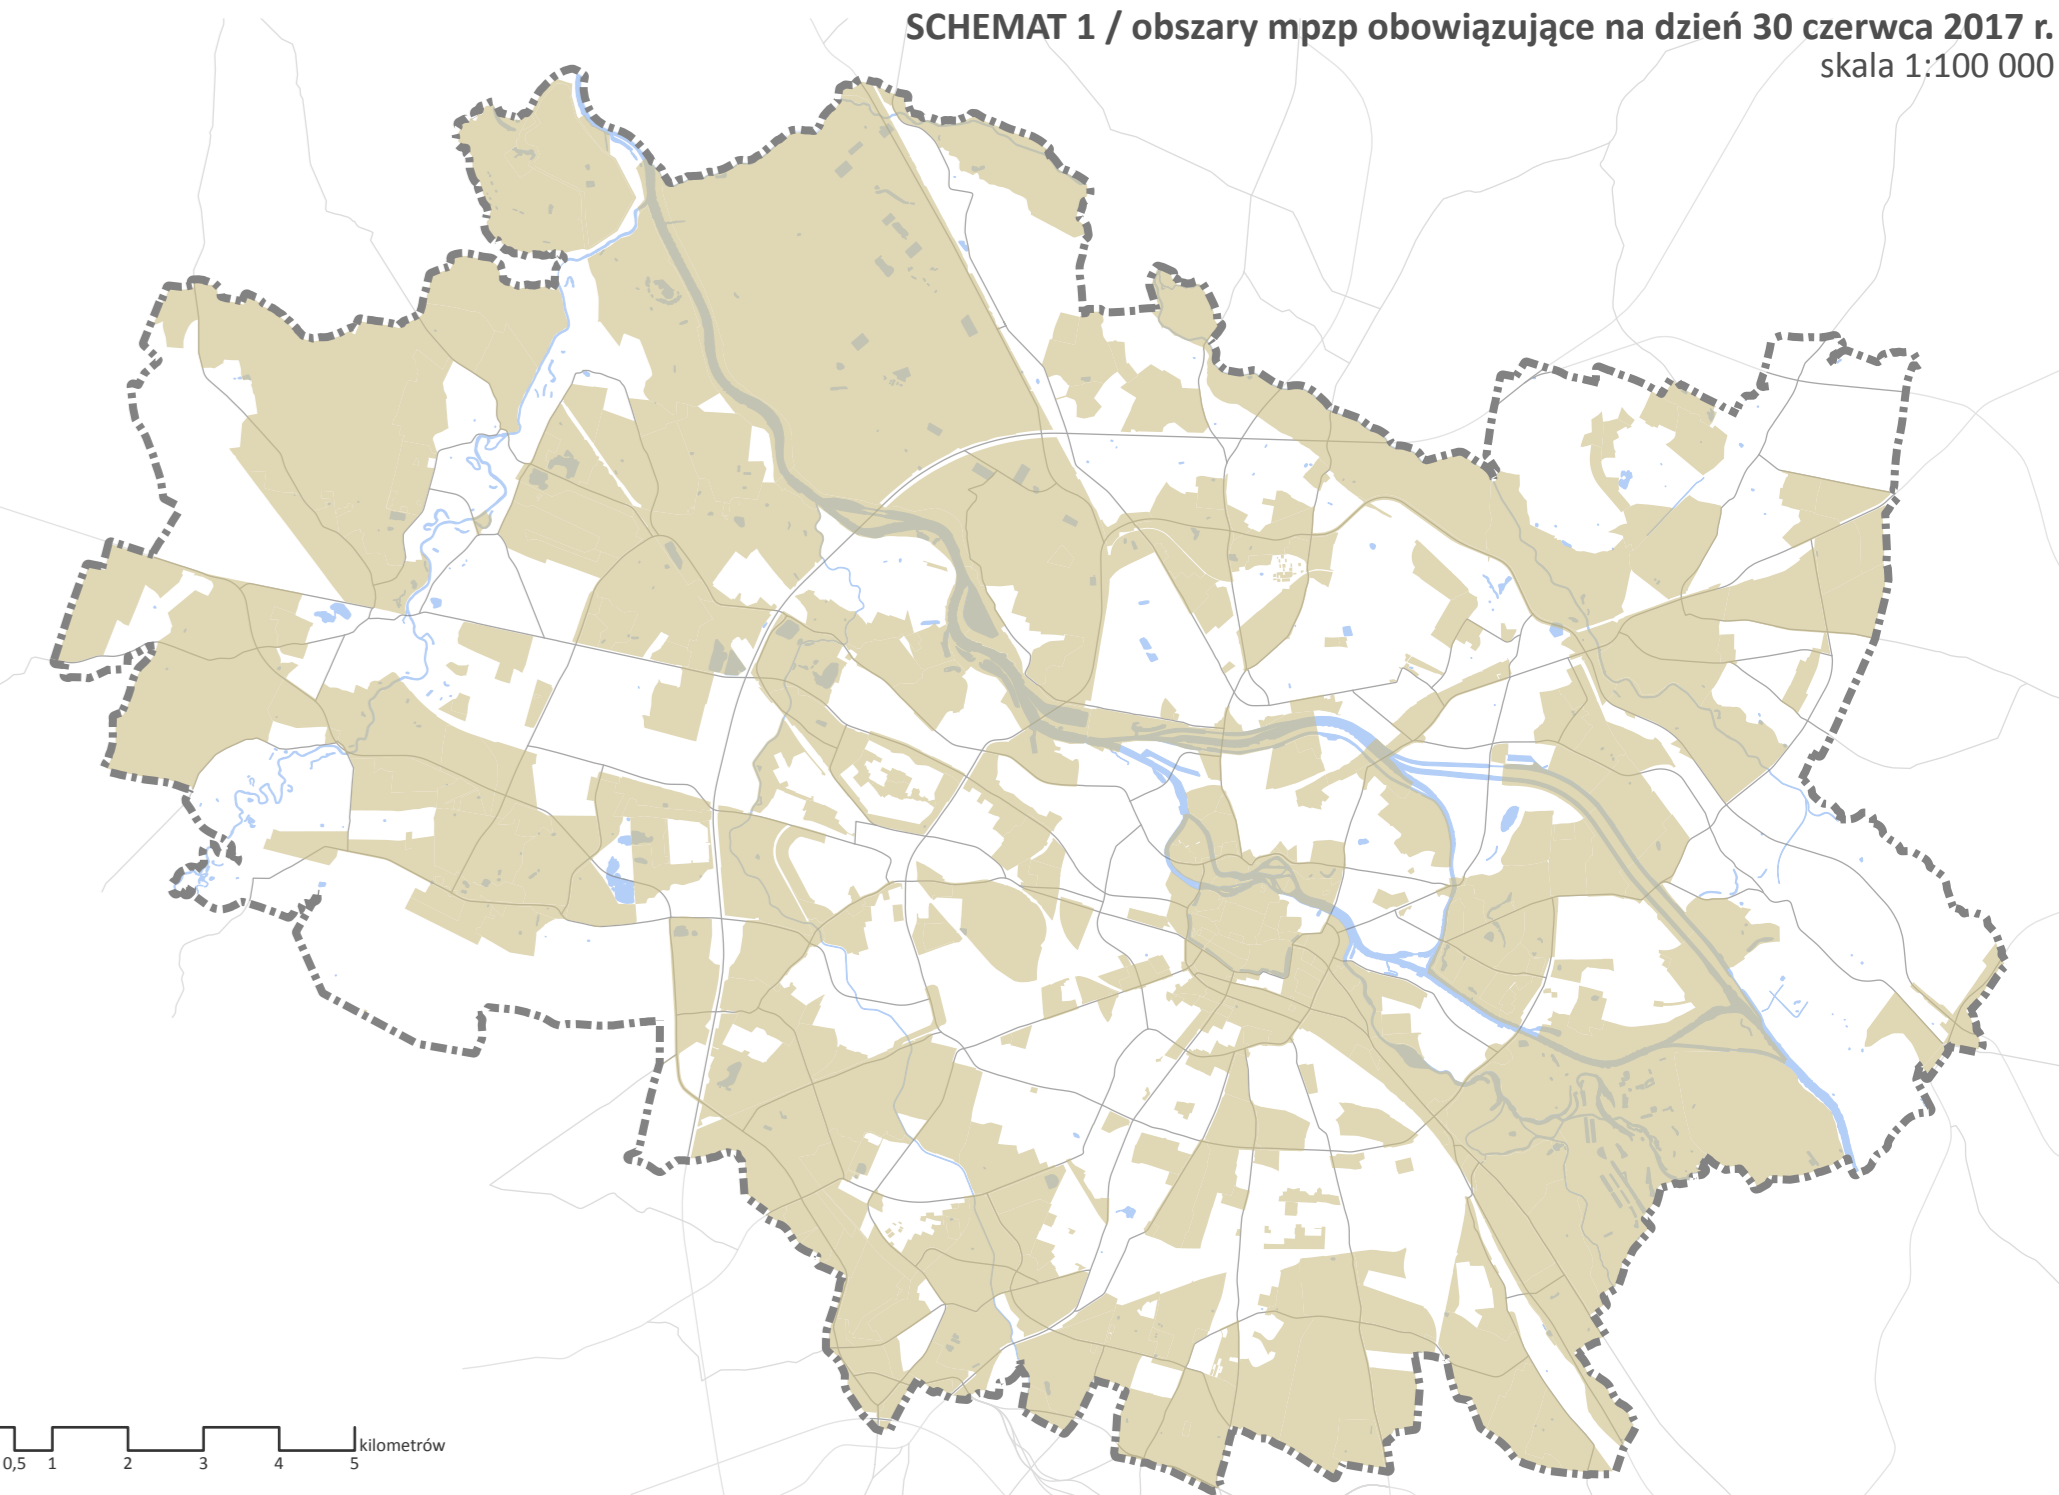 SCHEMAT 1 / obszary mpzp obowiązujące na dzień 30 czerwca 2017 r.
skala 1:100 000
kilometrów
0,5 1 2 3 4 5